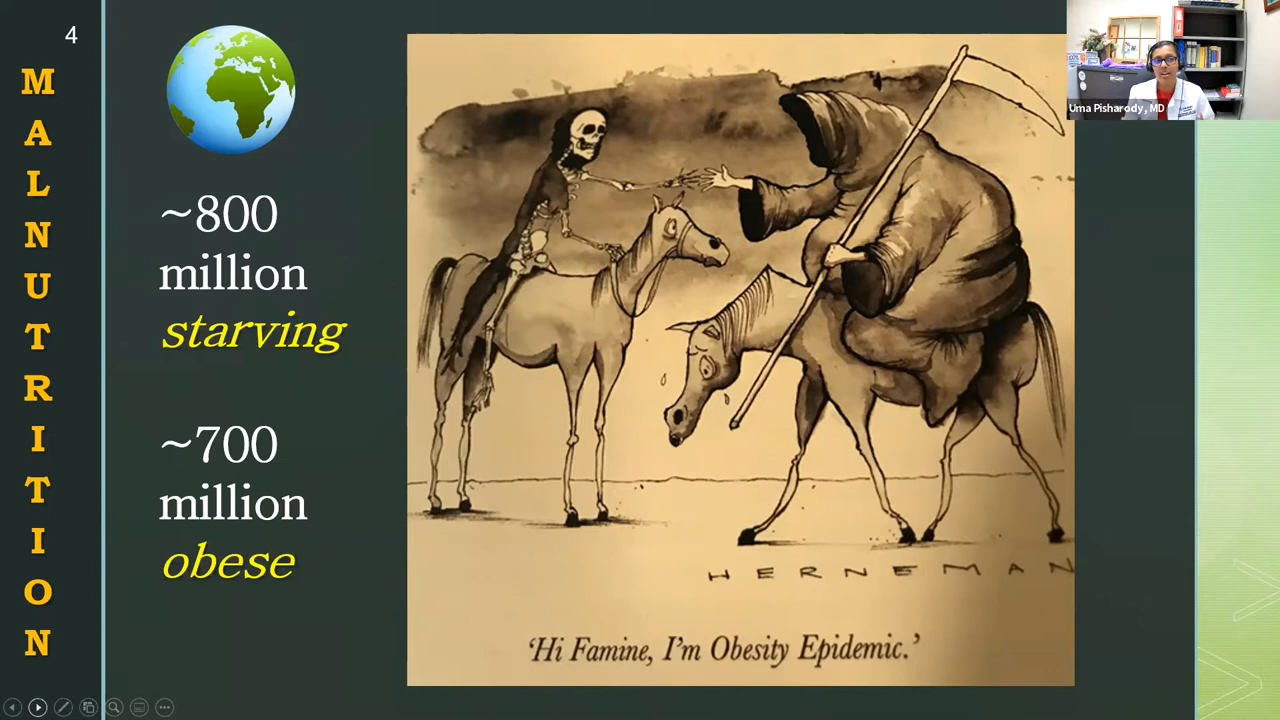 4
MALNUTRITION
~800
million
starving
~700
million
obese
HERNEMAN
'Hi Famine, I'm Obesity Epidemic.'
Uma Pisharody, MD